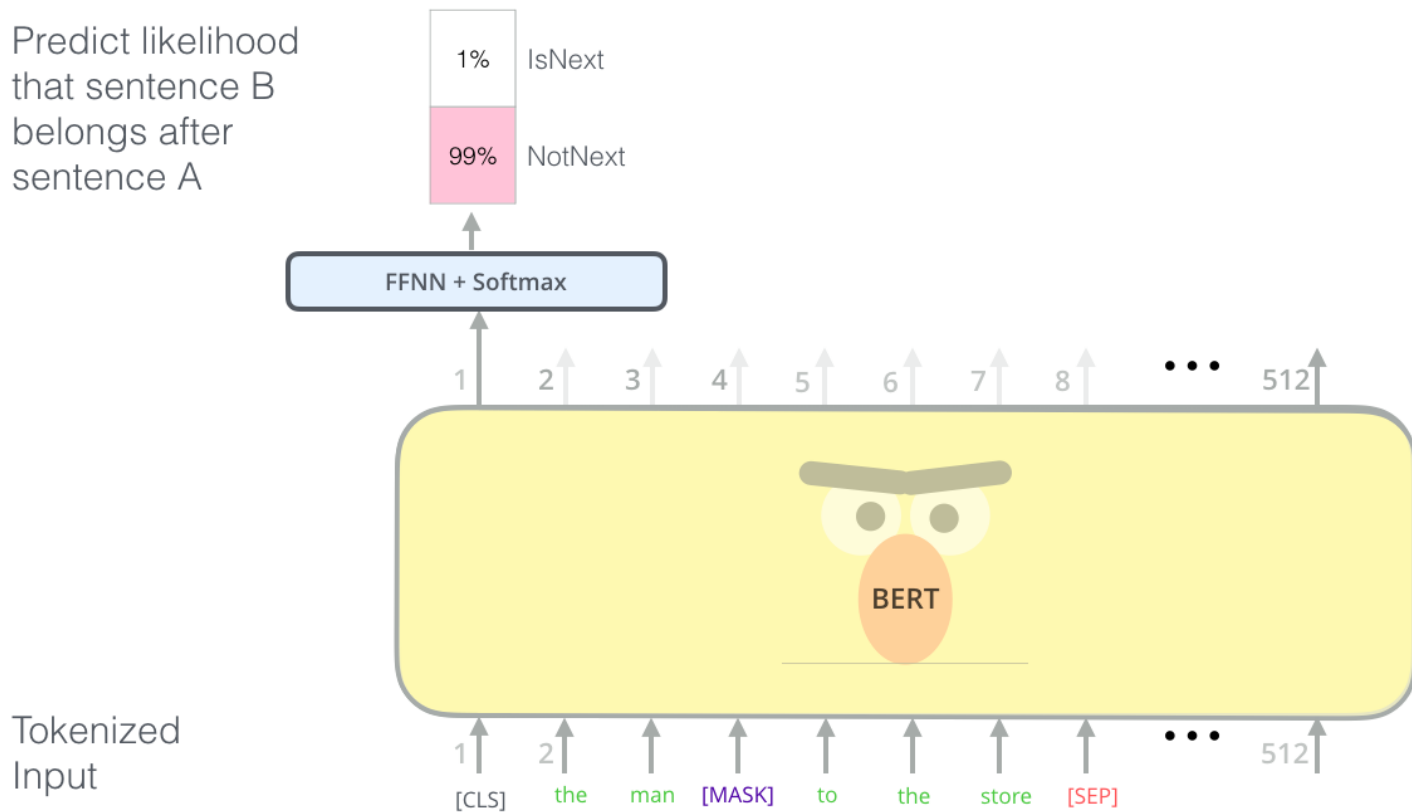 Predict likelihood
that sentence B
belongs after
sentence A
1% IsNext
99% NotNext
FFNN + Softmax
1 2 3 4 5 6 7 8 ••• 512
BERT
Tokenized
Input
1 2 ••• 512
[CLS] the man [MASK] to the store [SEP]